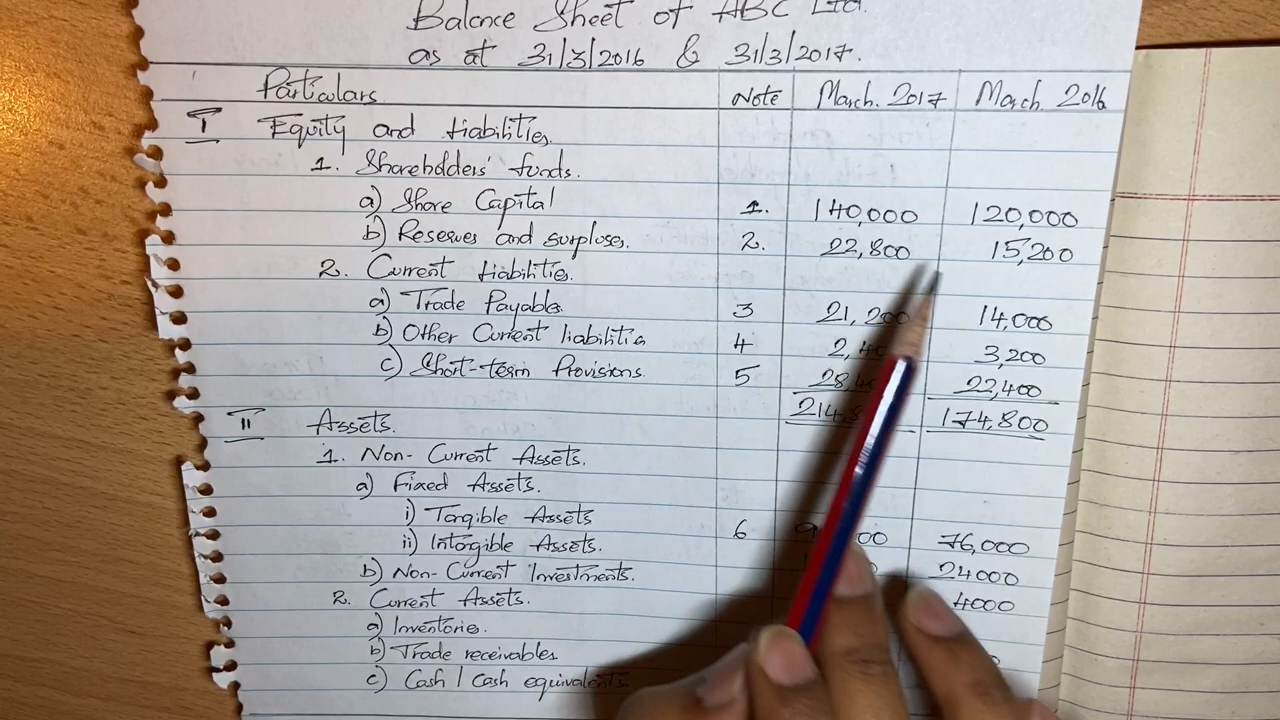 Balance Sheet of ABC Ltd.
as at 31/3/2016 & 31/3/2017.
Particulars Note March. 2017 March 2016
I Equity and Liabilities.
1. Shareholders' funds.
a) Share Capital 1. 140,000 120,000
b) Reserves and surpluses. 2. 22,800 15,200
2. Current Liabilities.
a) Trade Payables 3 21,200 14,000
b) Other Current liabilities 4 3,200
c) Short-term Provisions. 5 22,400
174,800
II Assets.
1. Non-Current Assets.
a) Fixed Assets.
i) Tangible Assets 6 76,000
ii) Intangible Assets. 24000
b) Non-Current Investments. 4000
2. Current Assets.
a) Inventories.
b) Trade receivables
c) Cash / Cash equivalents